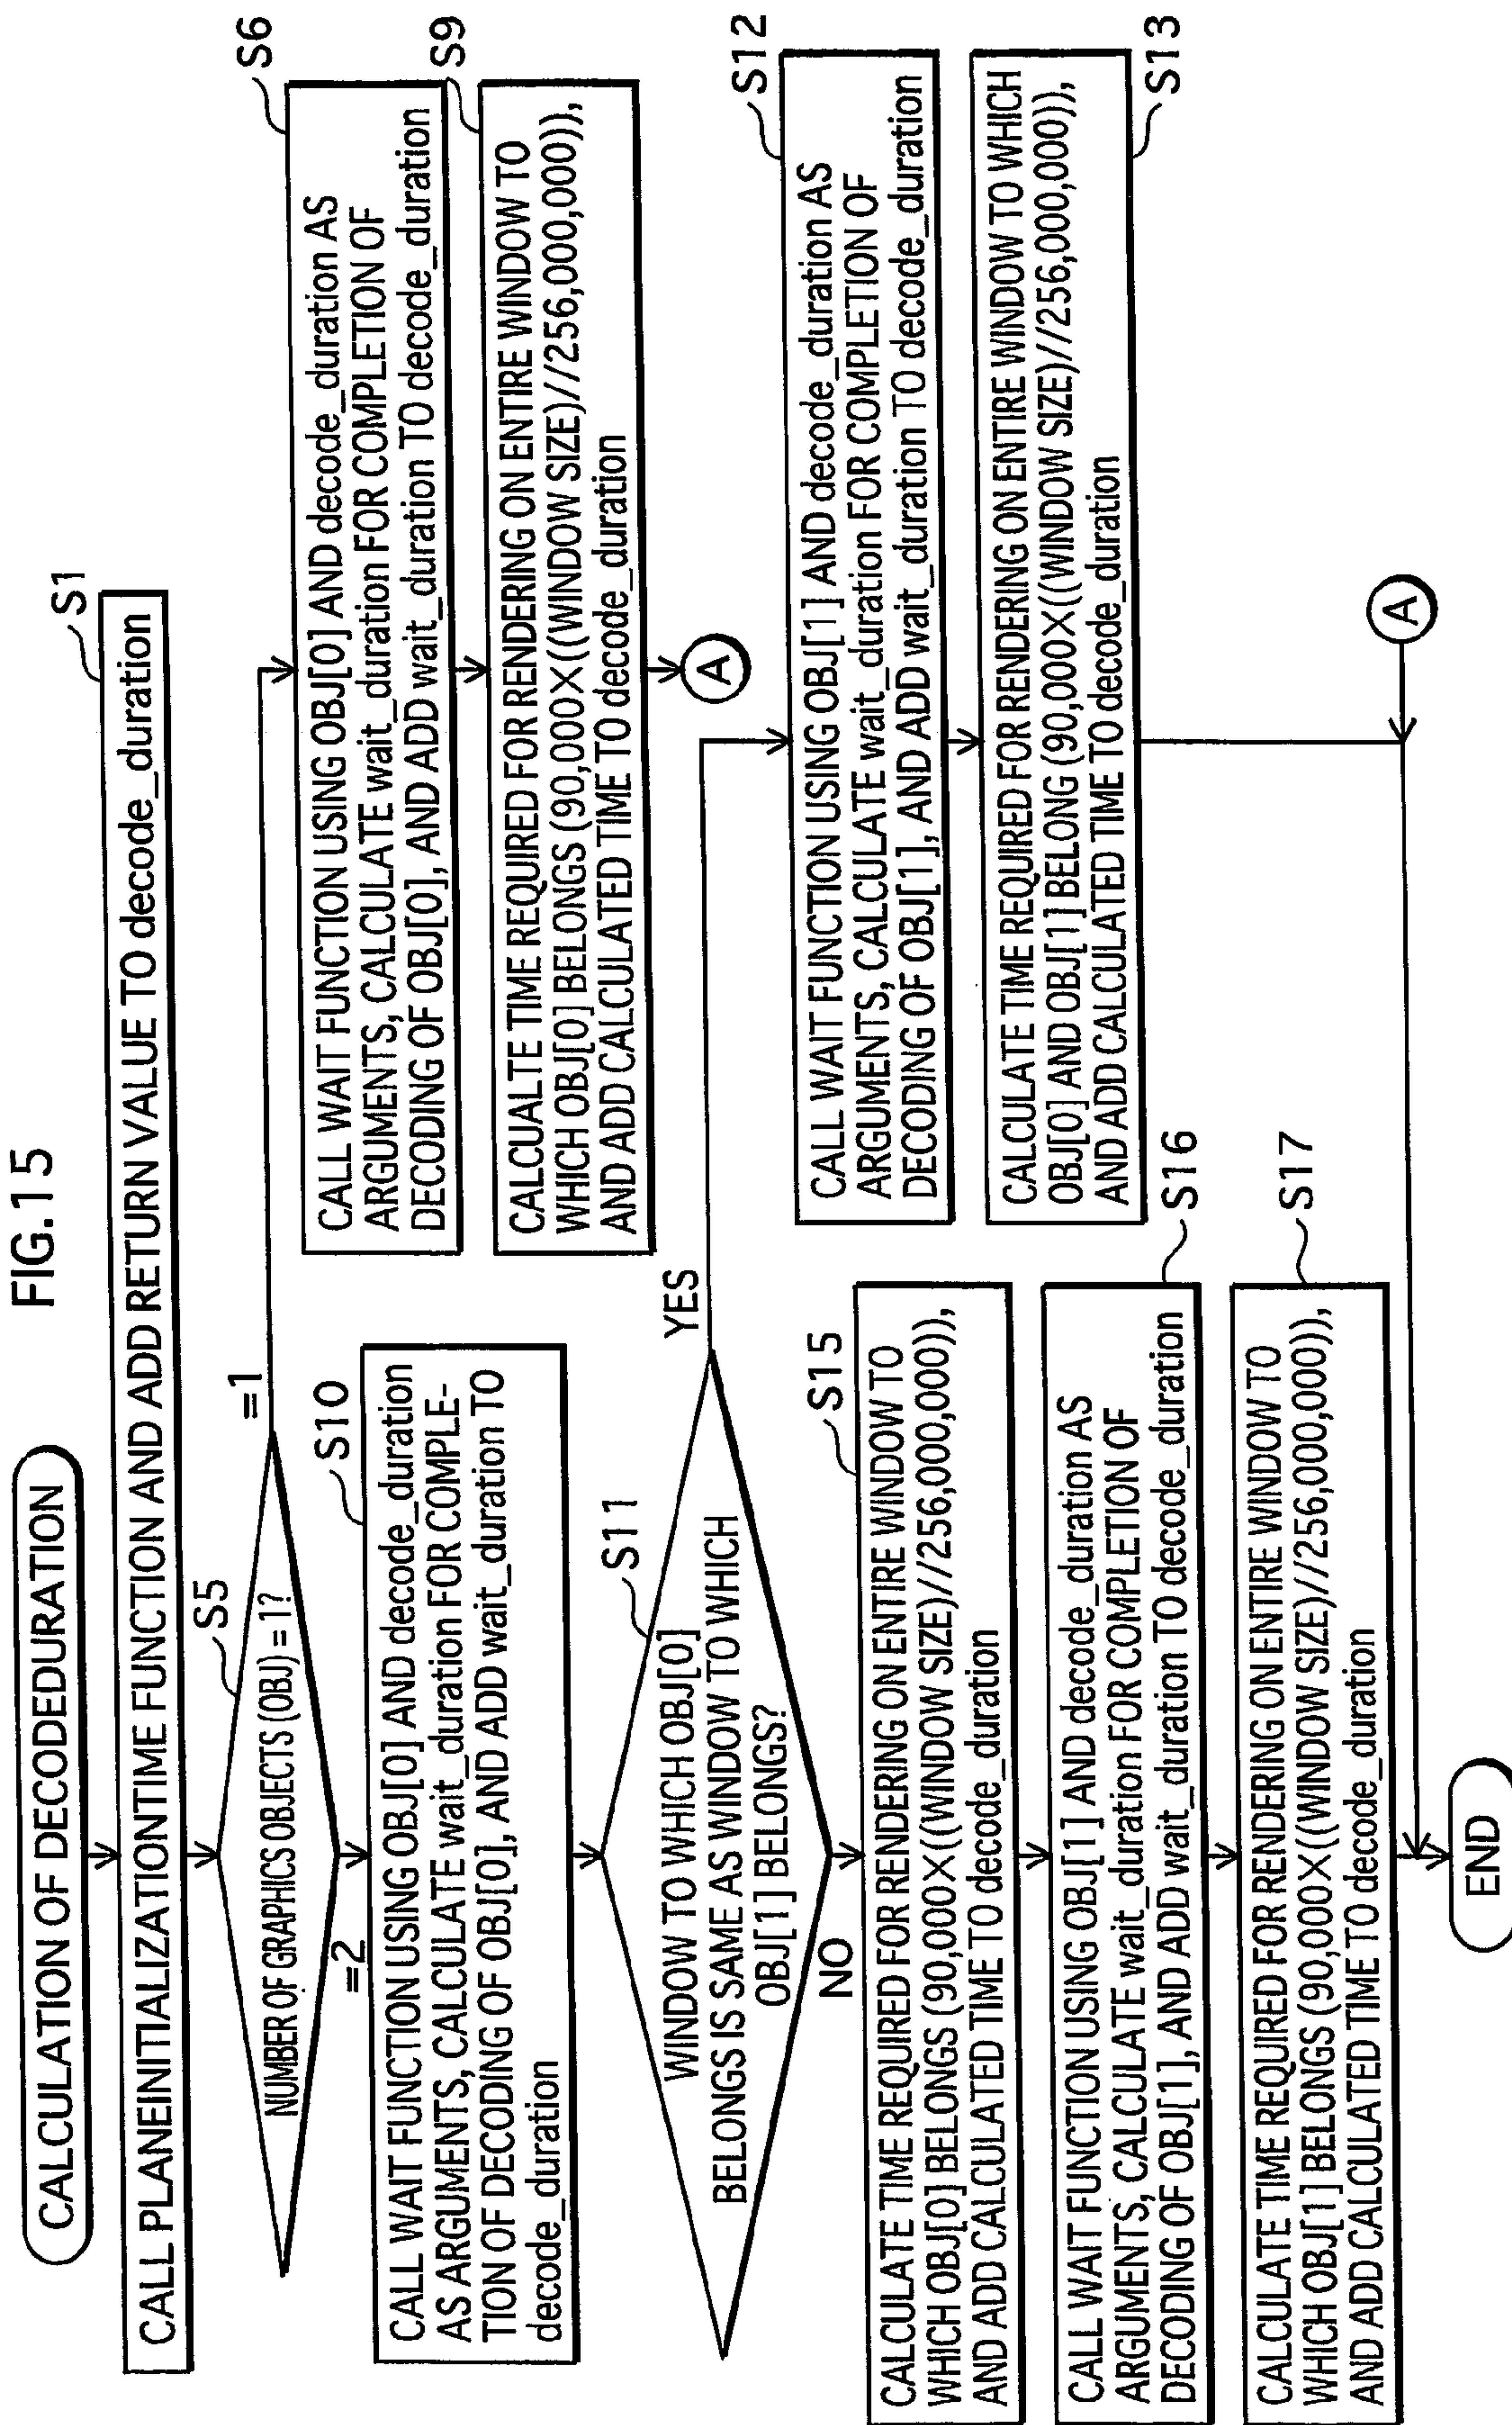 FIG.15
CALCULATION OF DECODEDURATION
S1
CALL PLANEINITIALIZATIONTIME FUNCTION AND ADD RETURN VALUE TO decode_duration
S5
NUMBER OF GRAPHICS OBJECTS (OBJ) = 1?
=1
=2
S6
CALL WAIT FUNCTION USING OBJ[0] AND decode_duration AS
ARGUMENTS, CALCULATE wait_duration FOR COMPLETION OF
DECODING OF OBJ[0], AND ADD wait_duration TO decode_duration
S9
CALCUALTE TIME REQUIRED FOR RENDERING ON ENTIRE WINDOW TO
WHICH OBJ[0] BELONGS (90,000×((WINDOW SIZE)//256,000,000)),
AND ADD CALCULATED TIME TO decode_duration
A
S10
CALL WAIT FUNCTION USING OBJ[0] AND decode_duration
AS ARGUMENTS, CALCULATE wait_duration FOR COMPLE-
TION OF DECODING OF OBJ[0], AND ADD wait_duration TO
decode_duration
S11
WINDOW TO WHICH OBJ[0]
BELONGS IS SAME AS WINDOW TO WHICH
OBJ[1] BELONGS?
YES
NO
S12
CALL WAIT FUNCTION USING OBJ[1] AND decode_duration AS
ARGUMENTS, CALCULATE wait_duration FOR COMPLETION OF
DECODING OF OBJ[1], AND ADD wait_duration TO decode_duration
S13
CALCULATE TIME REQUIRED FOR RENDERING ON ENTIRE WINDOW TO WHICH
OBJ[0] AND OBJ[1] BELONG (90,000×((WINDOW SIZE)//256,000,000)),
AND ADD CALCULATED TIME TO decode_duration
S15
CALCULATE TIME REQUIRED FOR RENDERING ON ENTIRE WINDOW TO
WHICH OBJ[0] BELONGS (90,000×((WINDOW SIZE)//256,000,000)),
AND ADD CALCULATED TIME TO decode_duration
S16
CALL WAIT FUNCTION USING OBJ[1] AND decode_duration AS
ARGUMENTS, CALCULATE wait_duration FOR COMPLETION OF
DECODING OF OBJ[1], AND ADD wait_duration TO decode_duration
S17
CALCULATE TIME REQUIRED FOR RENDERING ON ENTIRE WINDOW TO
WHICH OBJ[1] BELONGS (90,000×((WINDOW SIZE)//256,000,000)),
AND ADD CALCULATED TIME TO decode_duration
A
END